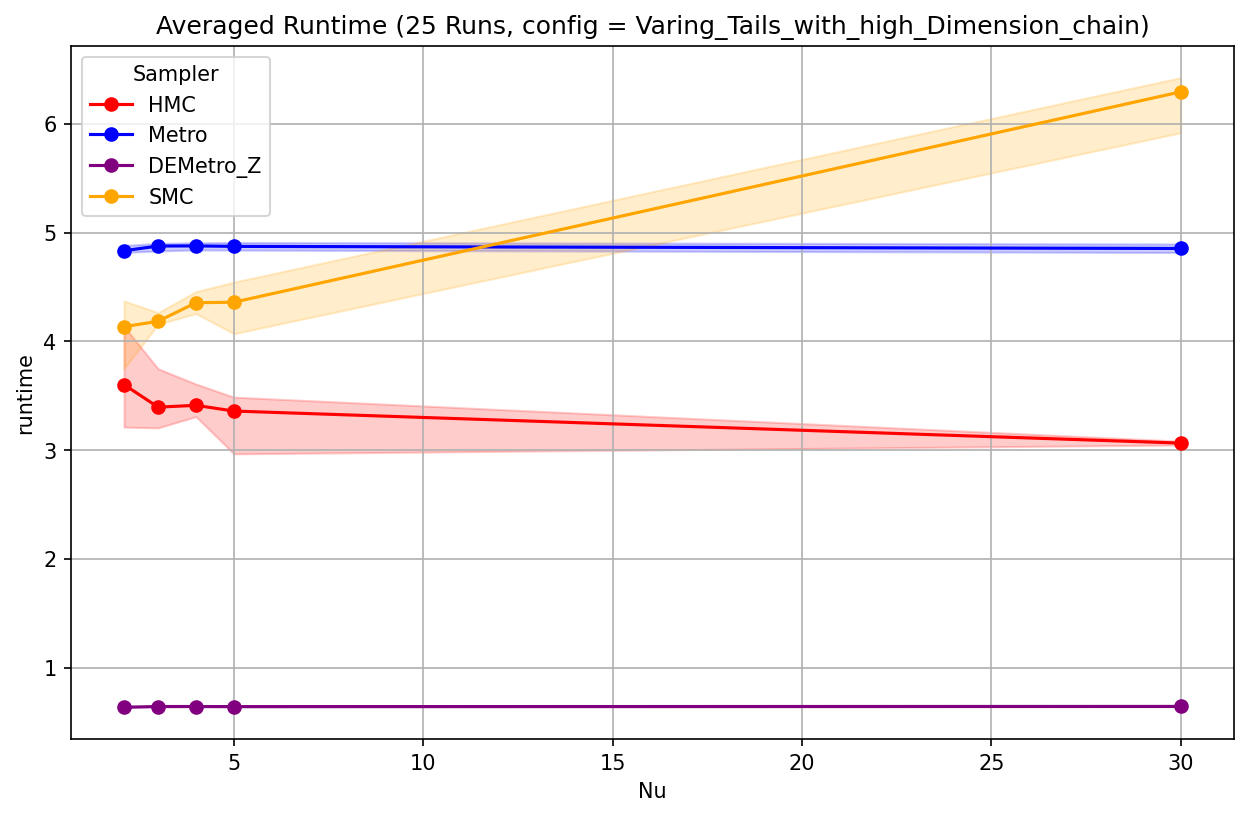 Averaged Runtime (25 Runs, config = Varing_Tails_with_high_Dimension_chain)
Sampler
HMC
Metro
DEMetro_Z
SMC
runtime
6
5
4
3
2
1
5 10 15 20 25 30
Nu